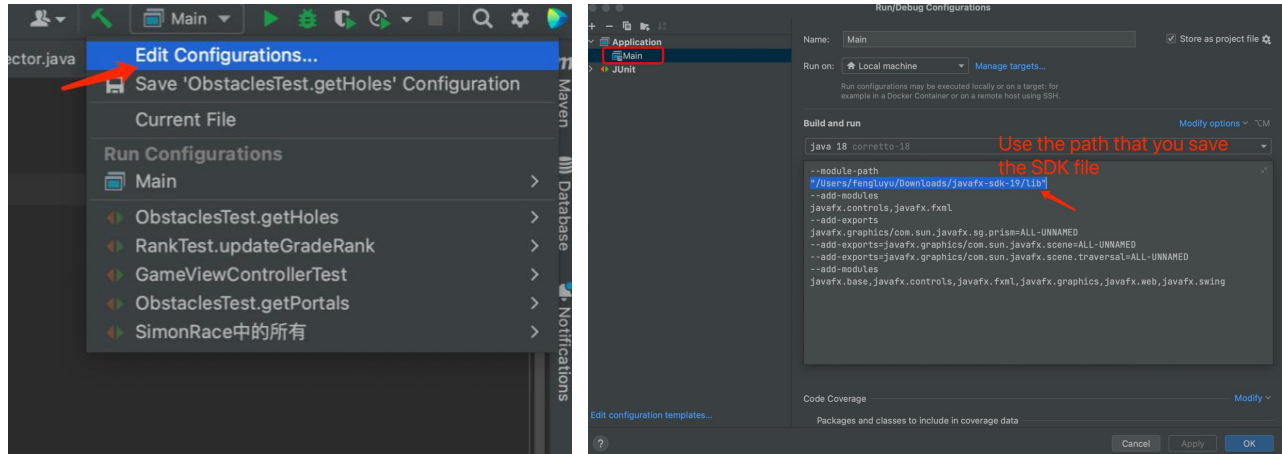 Main
ector.java
Edit Configurations...
Save 'ObstaclesTest.getHoles' Configuration
Current File
Run Configurations
Main
ObstaclesTest.getHoles
RankTest.updateGradeRank
GameViewControllerTest
ObstaclesTest.getPortals
SimonRace中的所有
Maven
Database
Notifications
Run/Debug Configurations
Application
Main
JUnit
Edit configuration templates...
Name:
Main
Store as project file
Run on:
Local machine
Manage targets...
Run configurations may be executed locally or on a target: for
example in a Docker Container or on a remote host using SSH.
Build and run
Modify options
⌥M
java 18 corretto-18
Use the path that you save
the SDK file
--module-path
"/Users/fengluyu/Downloads/javafx-sdk-19/lib"
--add-modules
javafx.controls,javafx.fxml
--add-exports
javafx.graphics/com.sun.javafx.sg.prism=ALL-UNNAMED
--add-exports=javafx.graphics/com.sun.javafx.scene=ALL-UNNAMED
--add-exports=javafx.graphics/com.sun.javafx.scene.traversal=ALL-UNNAMED
--add-modules
javafx.base,javafx.controls,javafx.fxml,javafx.graphics,javafx.web,javafx.swing
Code Coverage
Modify
Packages and classes to include in coverage data
?
Cancel
Apply
OK